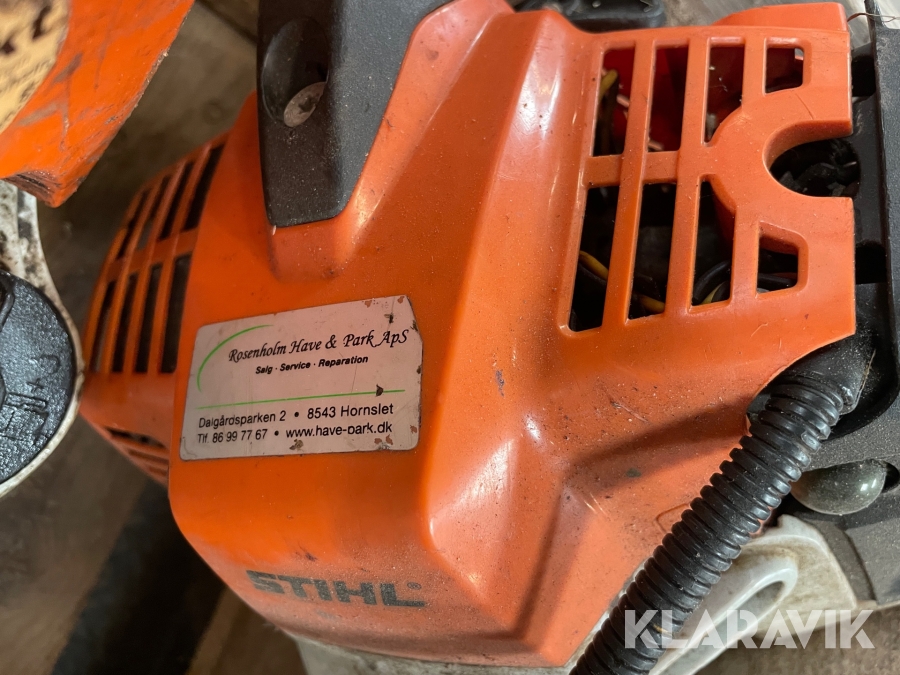 Rosenholm Have & Park ApS
Salg · Service · Reparation
Dalgårdsparken 2 • 8543 Hornslet
Tlf. 86 99 77 67 • www.have-park.dk
STIHL
KLARAVIK